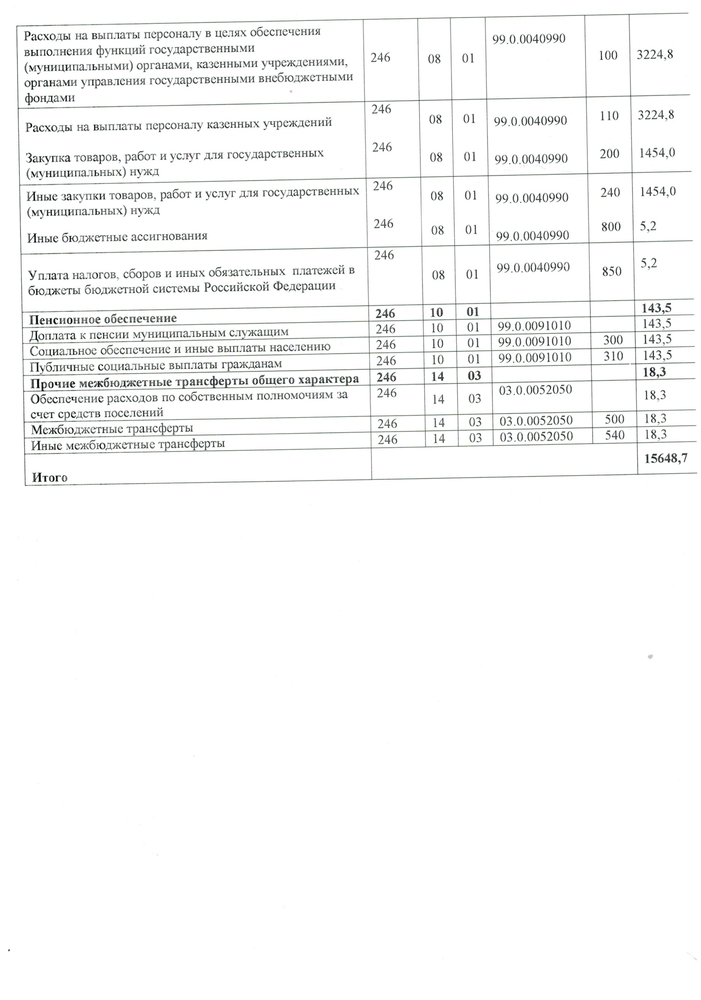 Расходы на выплаты персоналу в целях обеспечения
выполнения функций государственными
(муниципальными) органами, казенными учреждениями,
органами управления государственными внебюджетными
фондами 246 08 01 99.0.0040990 100 3224,8
Расходы на выплаты персоналу казенных учреждений 246 08 01 99.0.0040990 110 3224,8
Закупка товаров, работ и услуг для государственных
(муниципальных) нужд 246 08 01 99.0.0040990 200 1454,0
Иные закупки товаров, работ и услуг для государственных
(муниципальных) нужд 246 08 01 99.0.0040990 240 1454,0
Иные бюджетные ассигнования 246 08 01 99.0.0040990 800 5,2
Уплата налогов, сборов и иных обязательных платежей в
бюджеты бюджетной системы Российской Федерации 246 08 01 99.0.0040990 850 5,2
Пенсионное обеспечение 246 10 01 143,5
Доплата к пенсии муниципальным служащим 246 10 01 99.0.0091010 143,5
Социальное обеспечение и иные выплаты населению 246 10 01 99.0.0091010 300 143,5
Публичные социальные выплаты гражданам 246 10 01 99.0.0091010 310 143,5
Прочие межбюджетные трансферты общего характера 246 14 03 18,3
Обеспечение расходов по собственным полномочиям за
счет средств поселений 246 14 03 03.0.0052050 18,3
Межбюджетные трансферты 246 14 03 03.0.0052050 500 18,3
Иные межбюджетные трансферты 246 14 03 03.0.0052050 540 18,3
Итого 15648,7